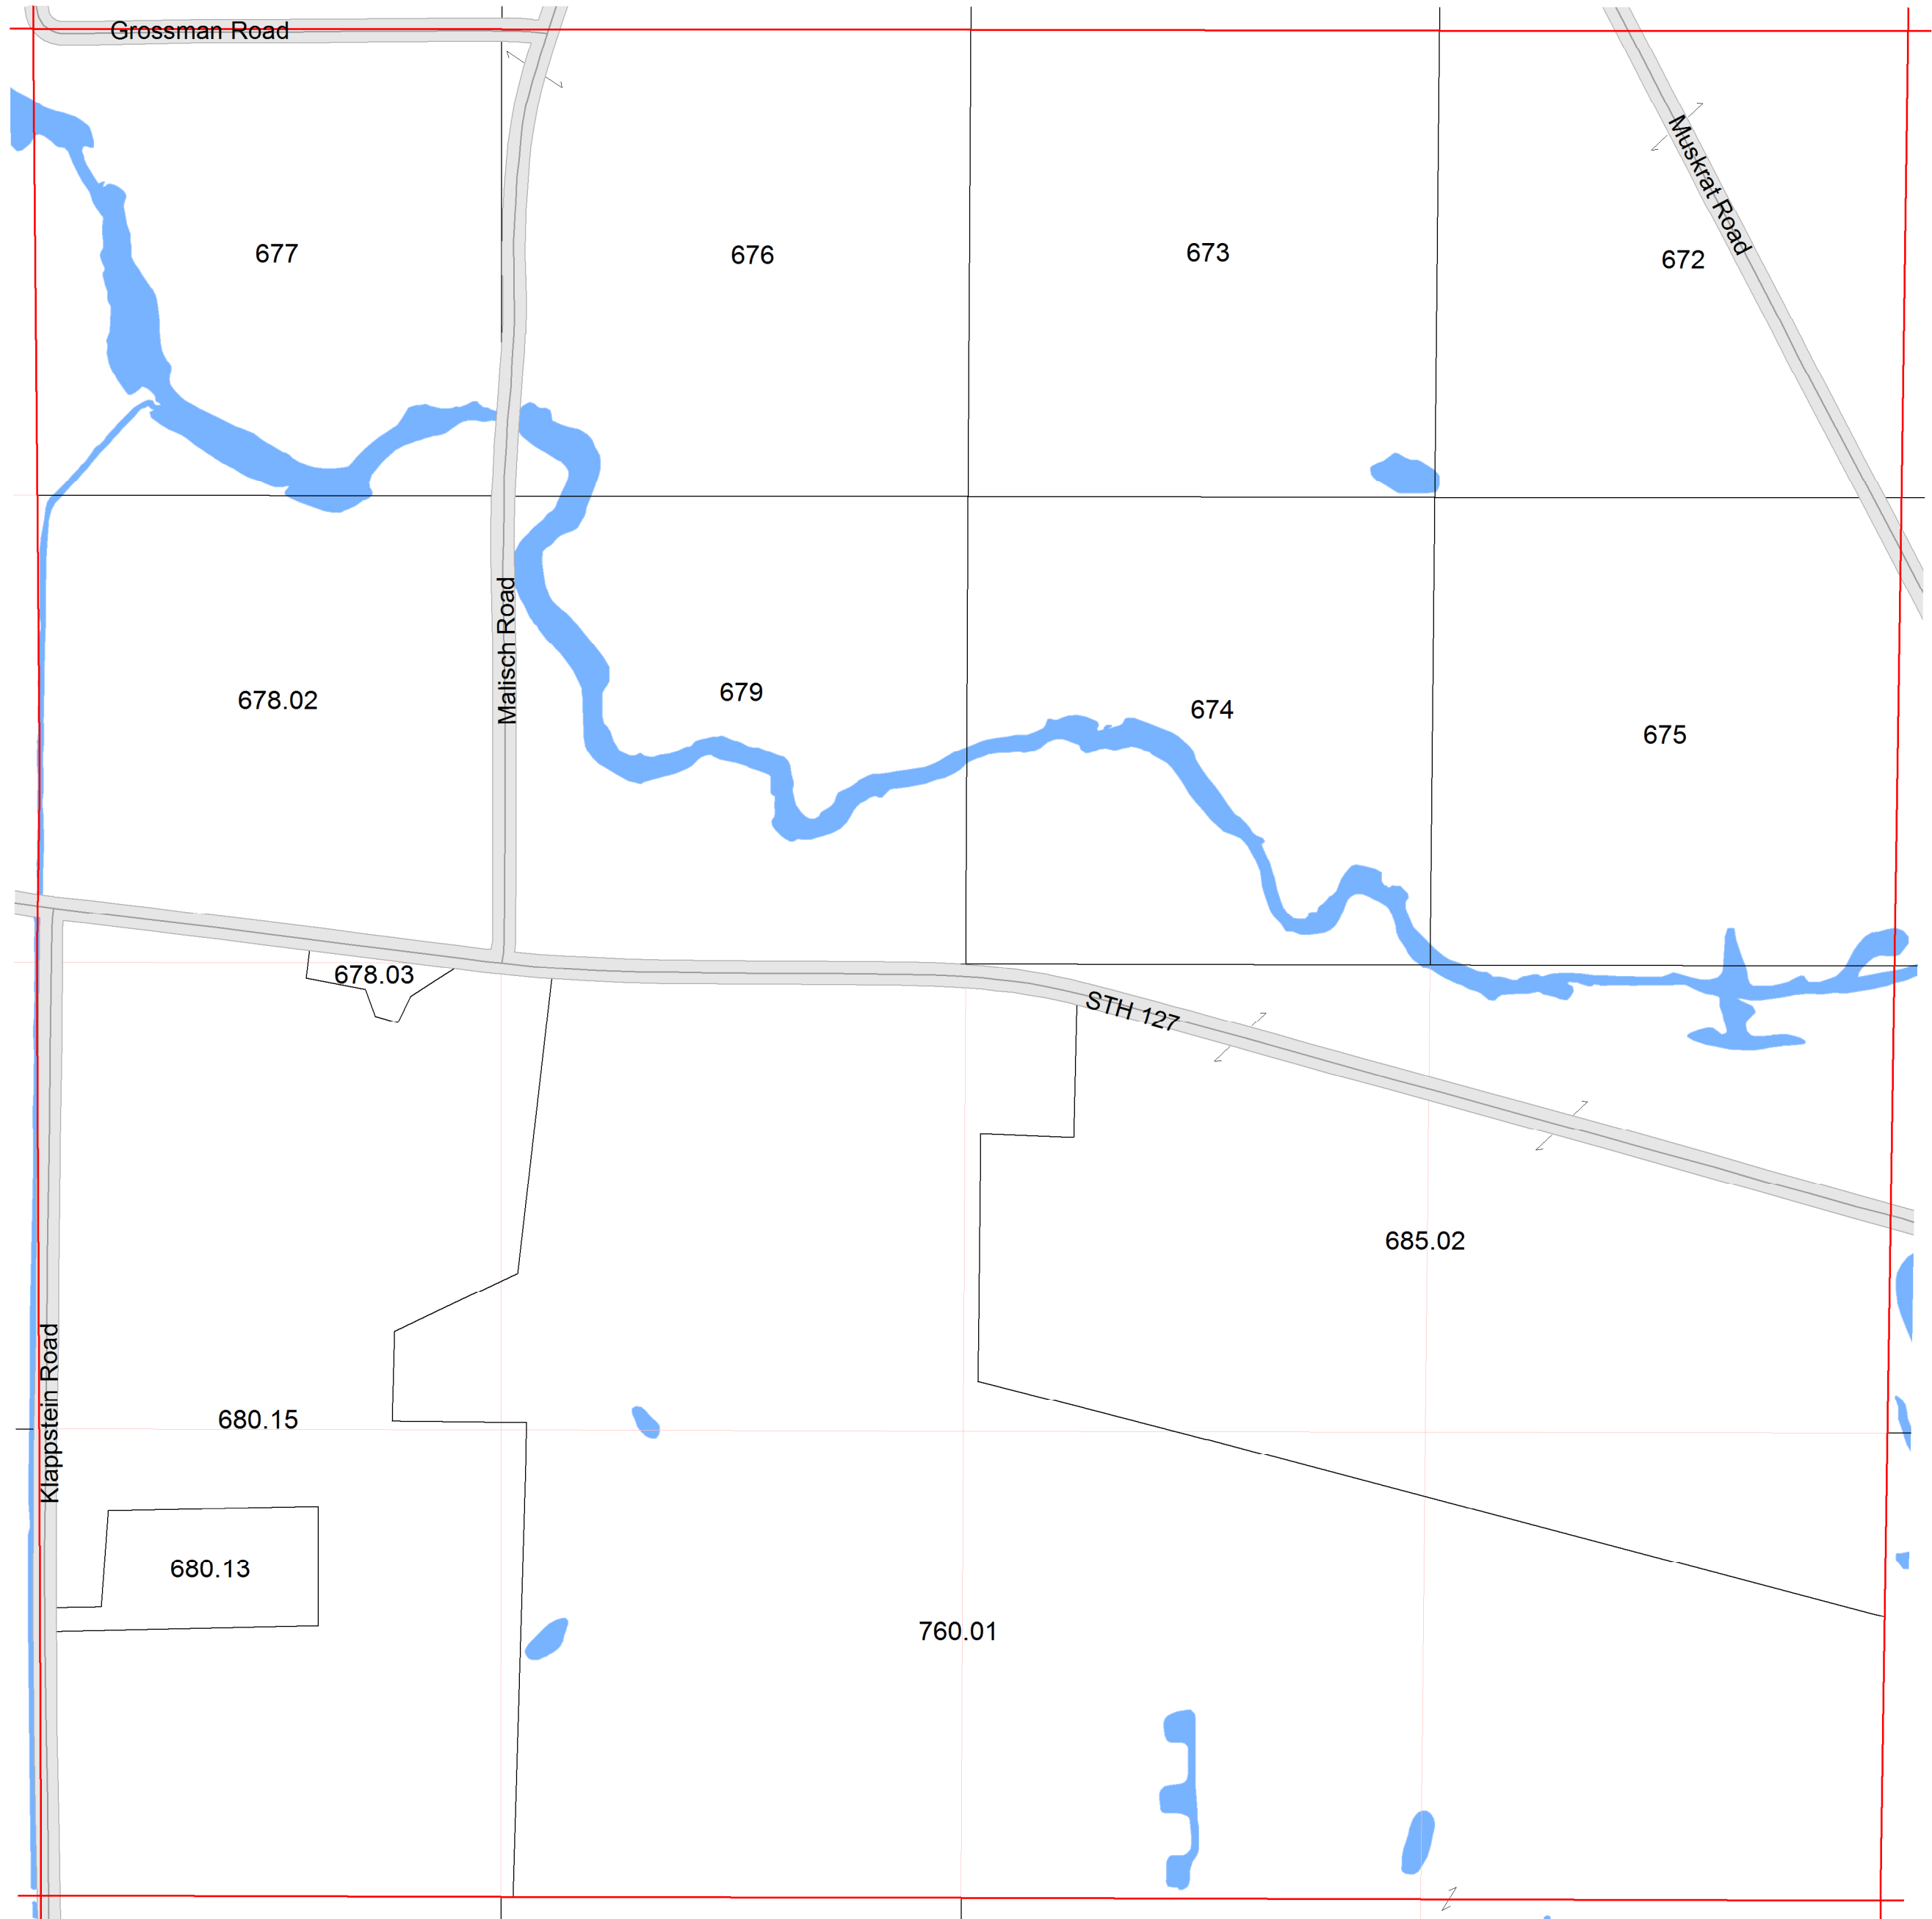 Grossman Road
Muskrat Road
677
676
673
672
Malisch Road
678.02
679
674
675
678.03
STH 127
685.02
Klappstein Road
680.15
680.13
760.01